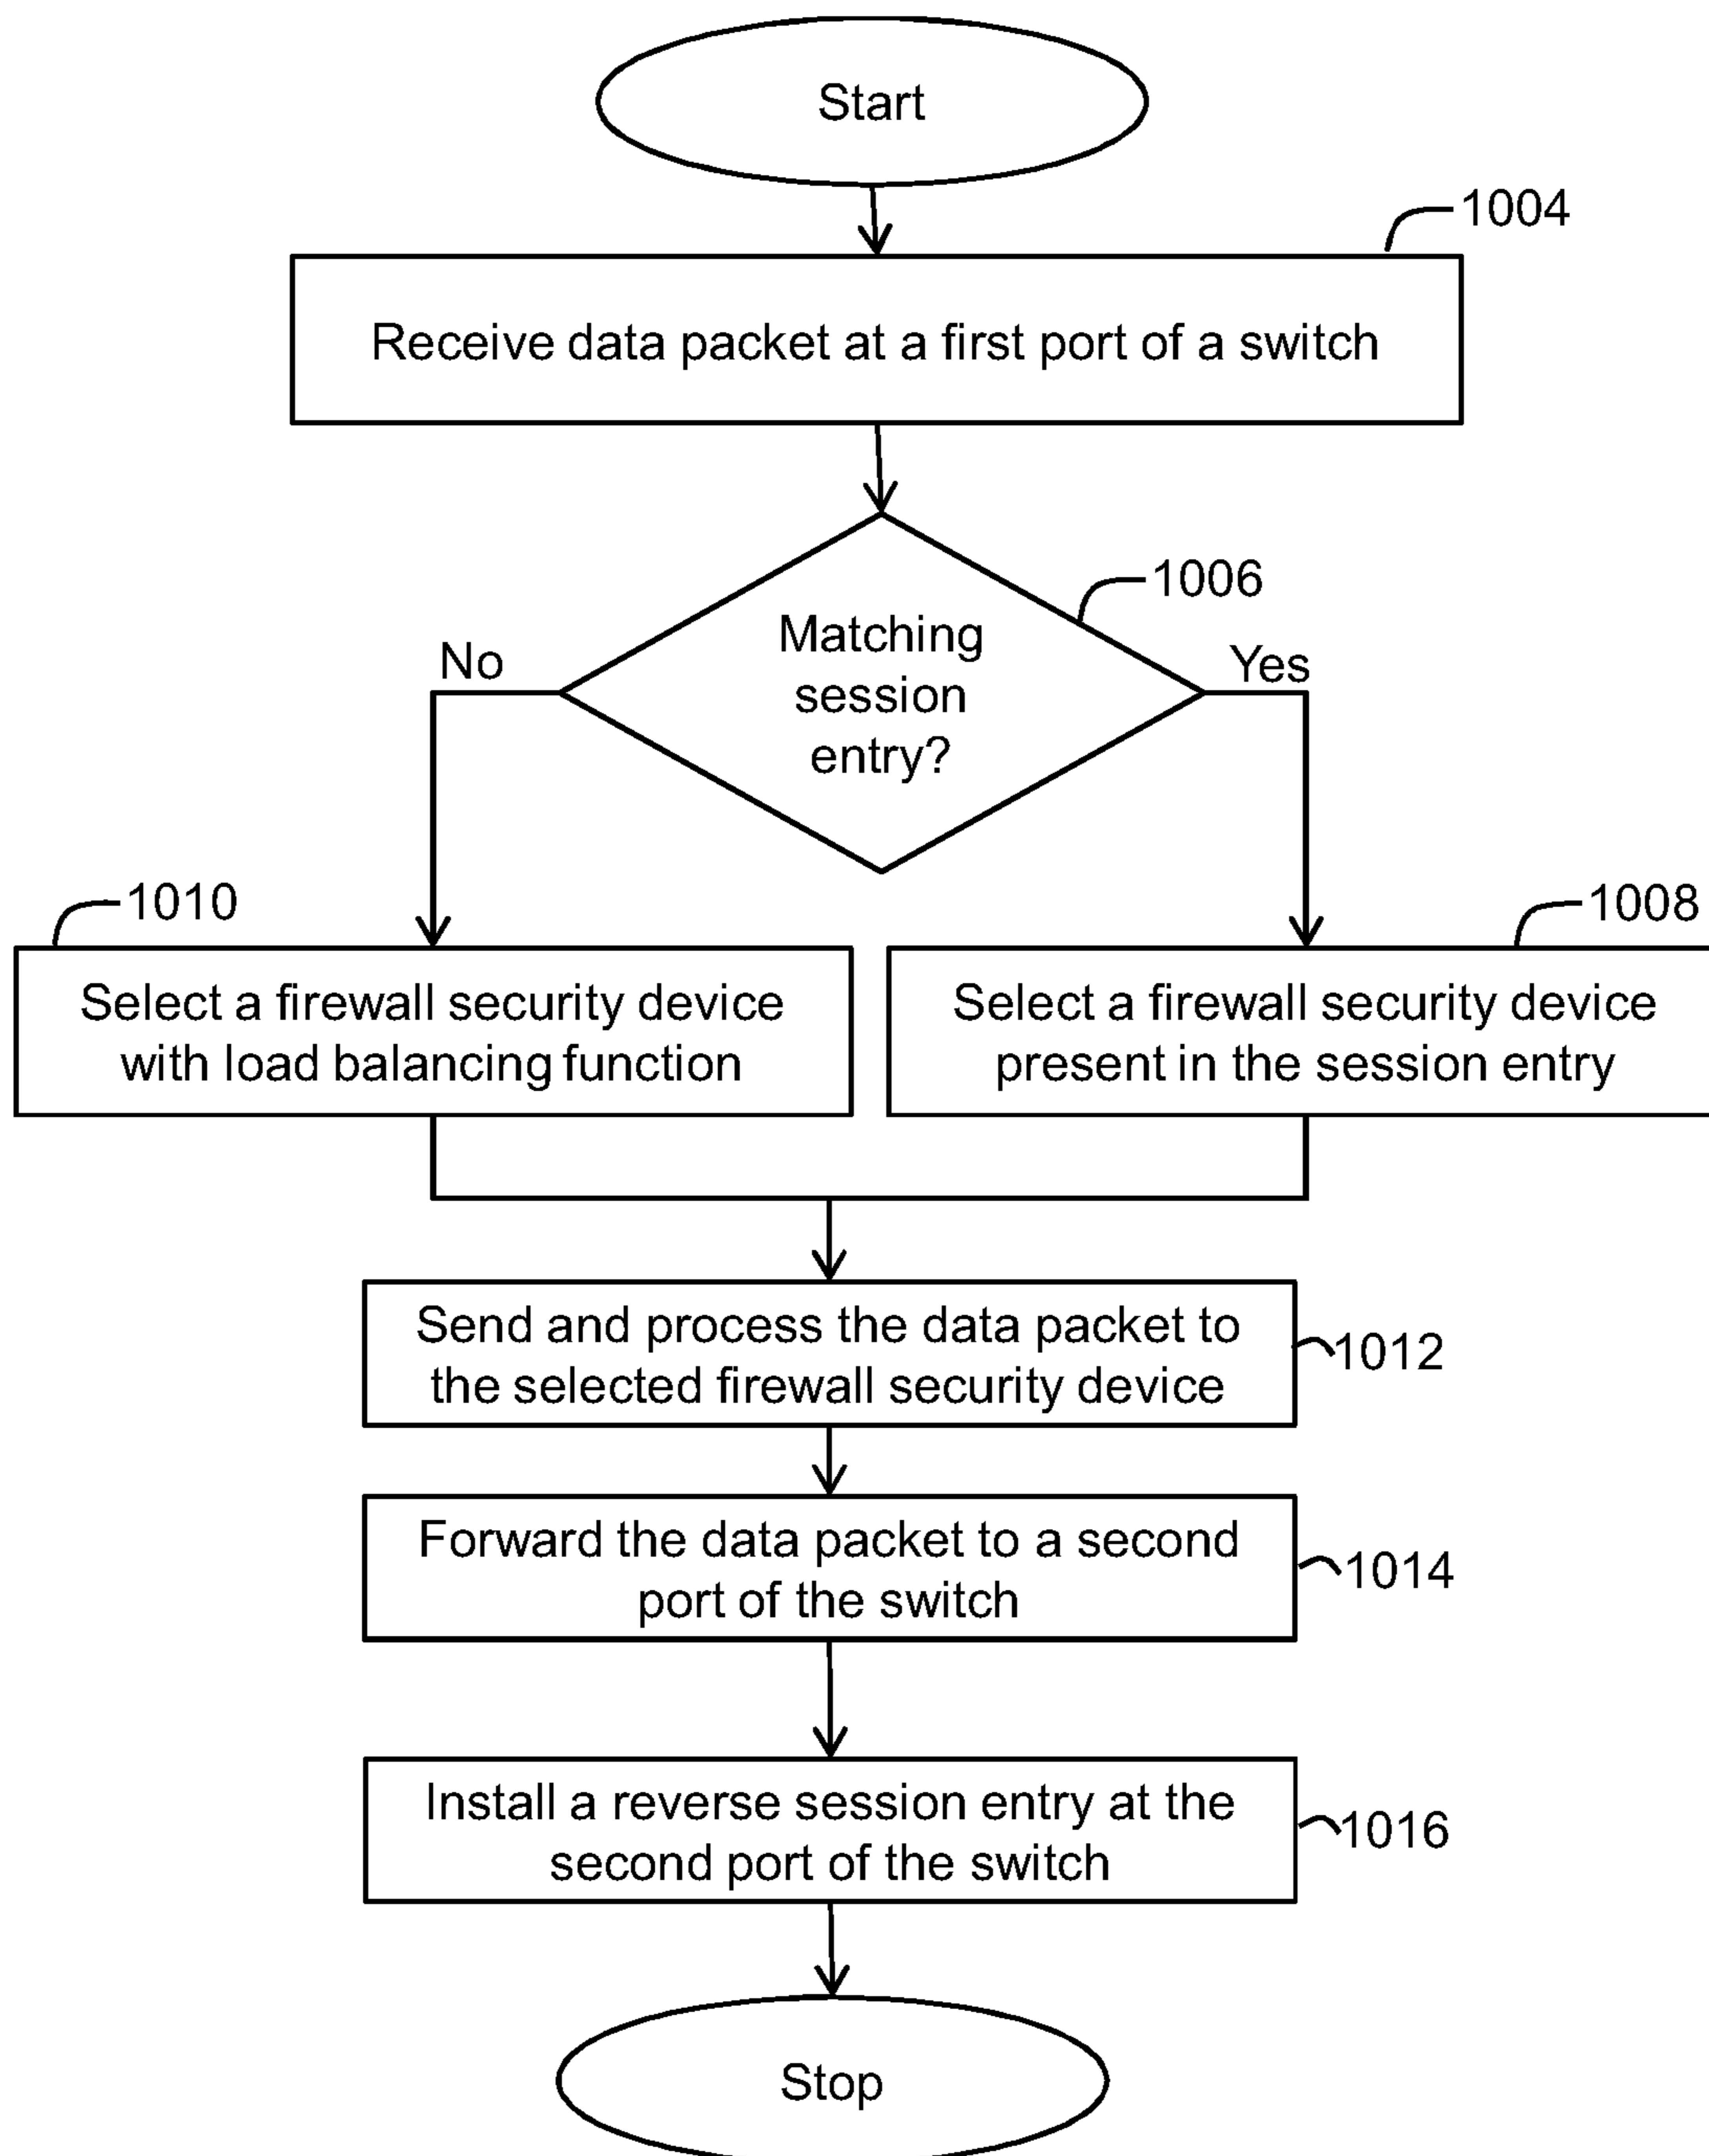 Start
1004
Receive data packet at a first port of a switch
1006
Matching
session
entry?
No
Yes
1010
1008
Select a firewall security device
with load balancing function
Select a firewall security device
present in the session entry
Send and process the data packet to
the selected firewall security device
1012
Forward the data packet to a second
port of the switch
1014
Install a reverse session entry at the
second port of the switch
1016
Stop